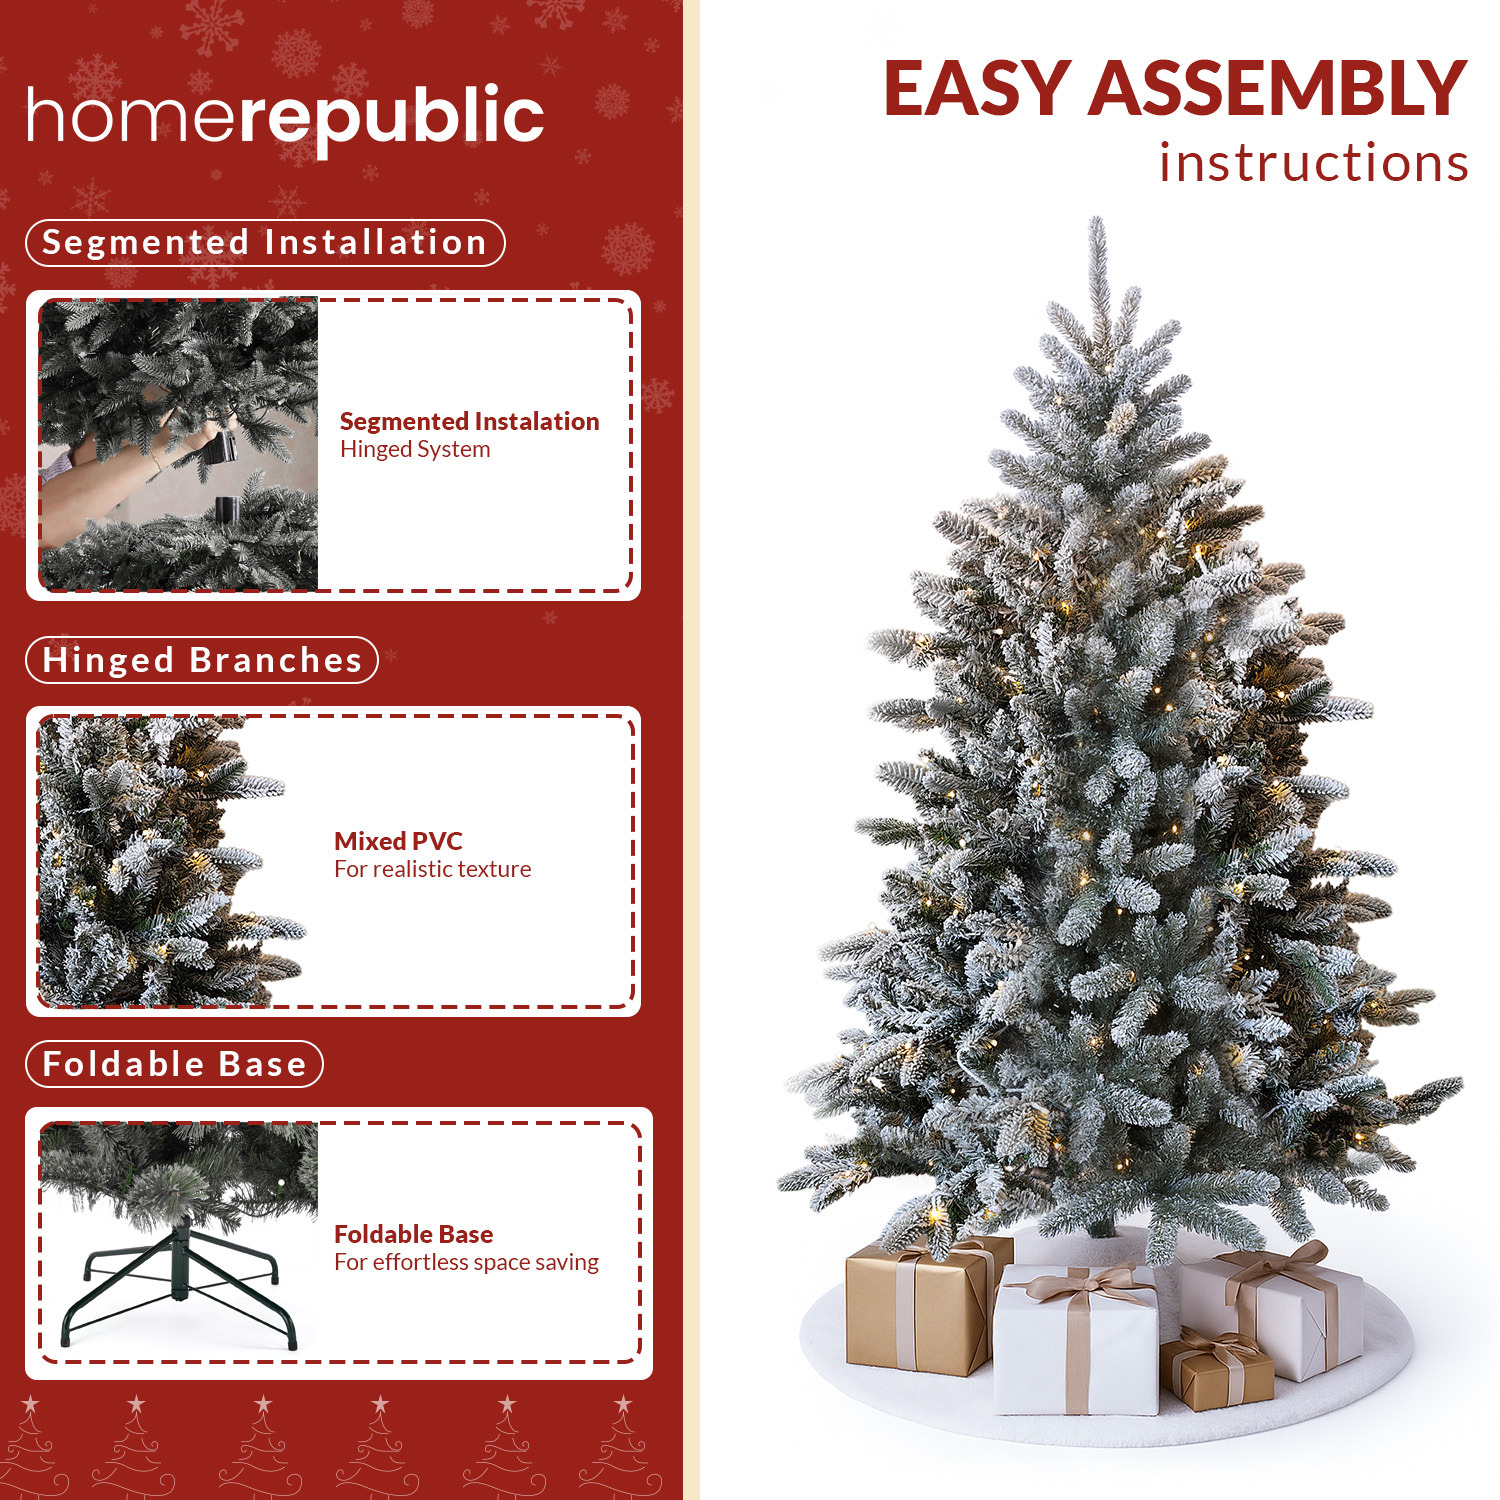 homerepublic
Segmented Installation
Segmented Instalation
Hinged System
Hinged Branches
Mixed PVC
For realistic texture
Foldable Base
Foldable Base
For effortless space saving
EASY ASSEMBLY
instructions